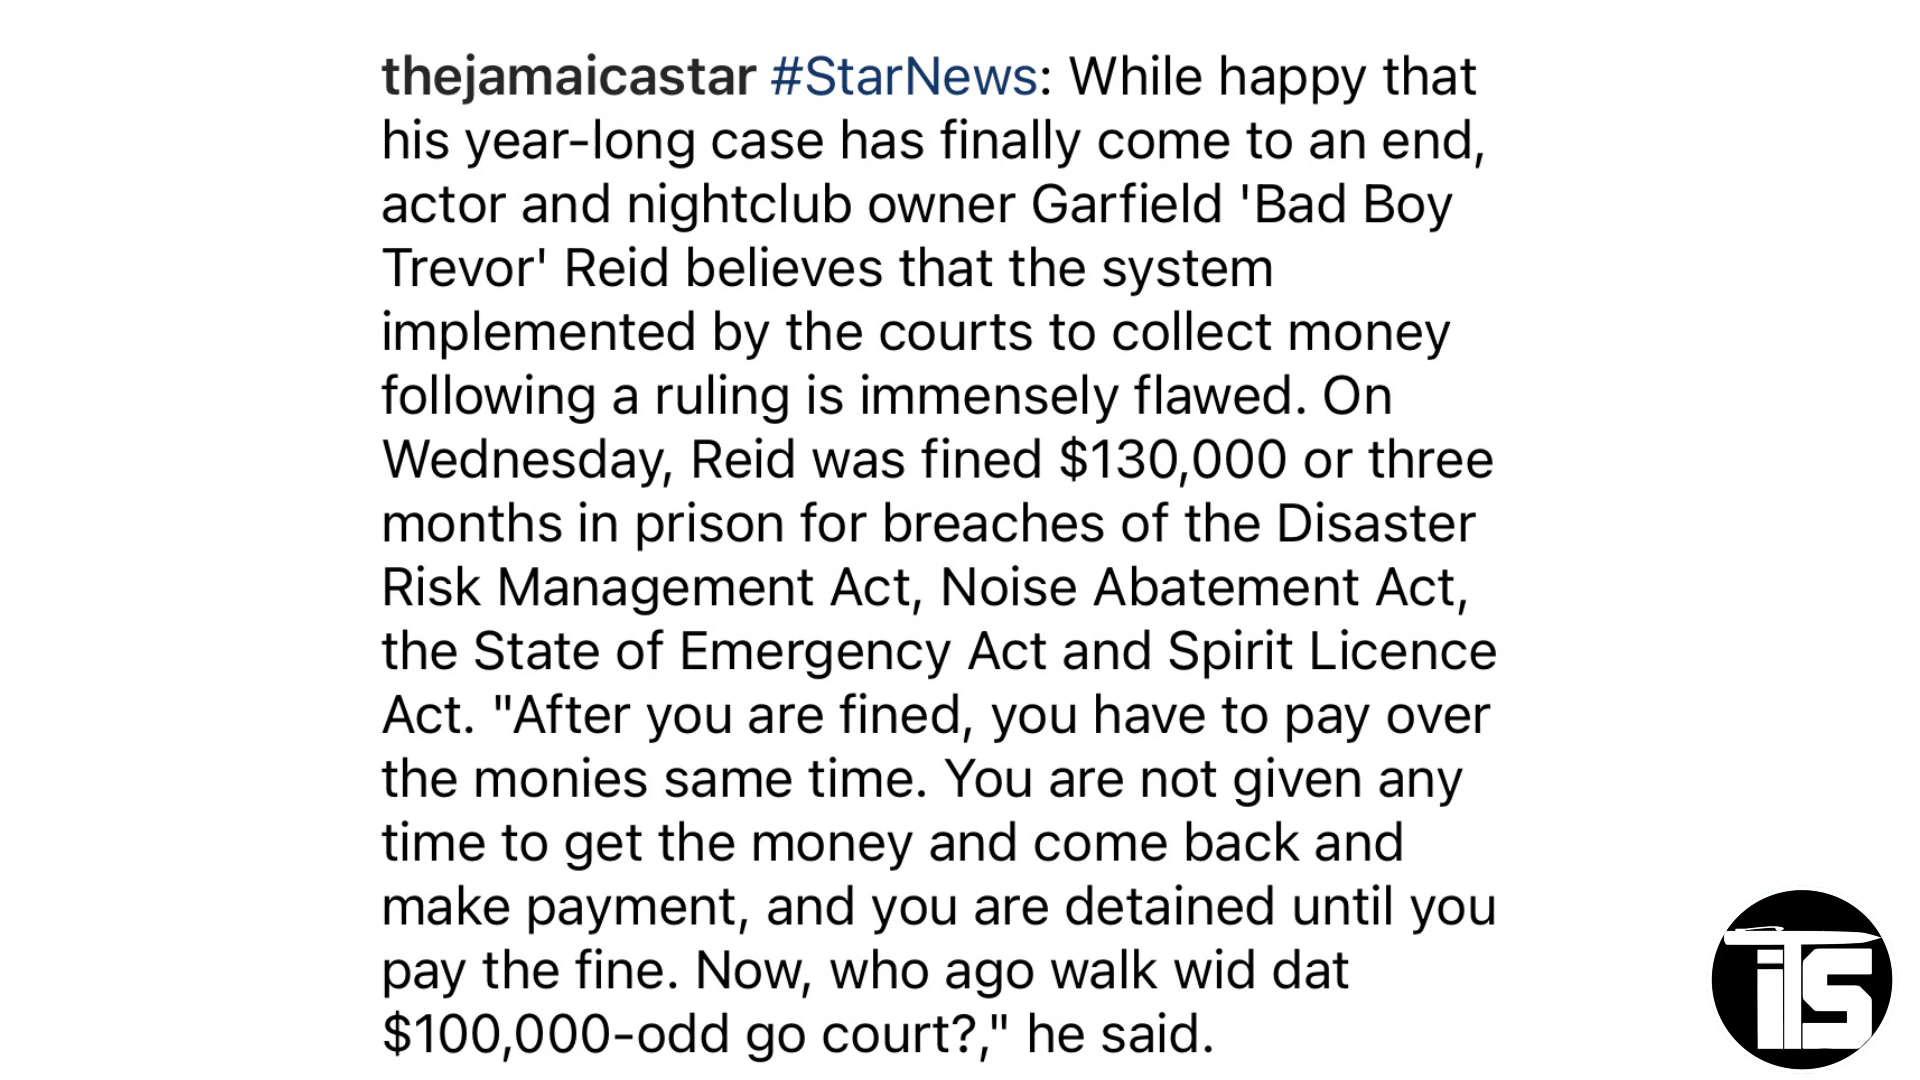 thejamaicastar #StarNews: While happy that
his year-long case has finally come to an end,
actor and nightclub owner Garfield 'Bad Boy
Trevor' Reid believes that the system
implemented by the courts to collect money
following a ruling is immensely flawed. On
Wednesday, Reid was fined $130,000 or three
months in prison for breaches of the Disaster
Risk Management Act, Noise Abatement Act,
the State of Emergency Act and Spirit Licence
Act. "After you are fined, you have to pay over
the monies same time. You are not given any
time to get the money and come back and
make payment, and you are detained until you
pay the fine. Now, who ago walk wid dat
$100,000-odd go court?," he said.
iTS